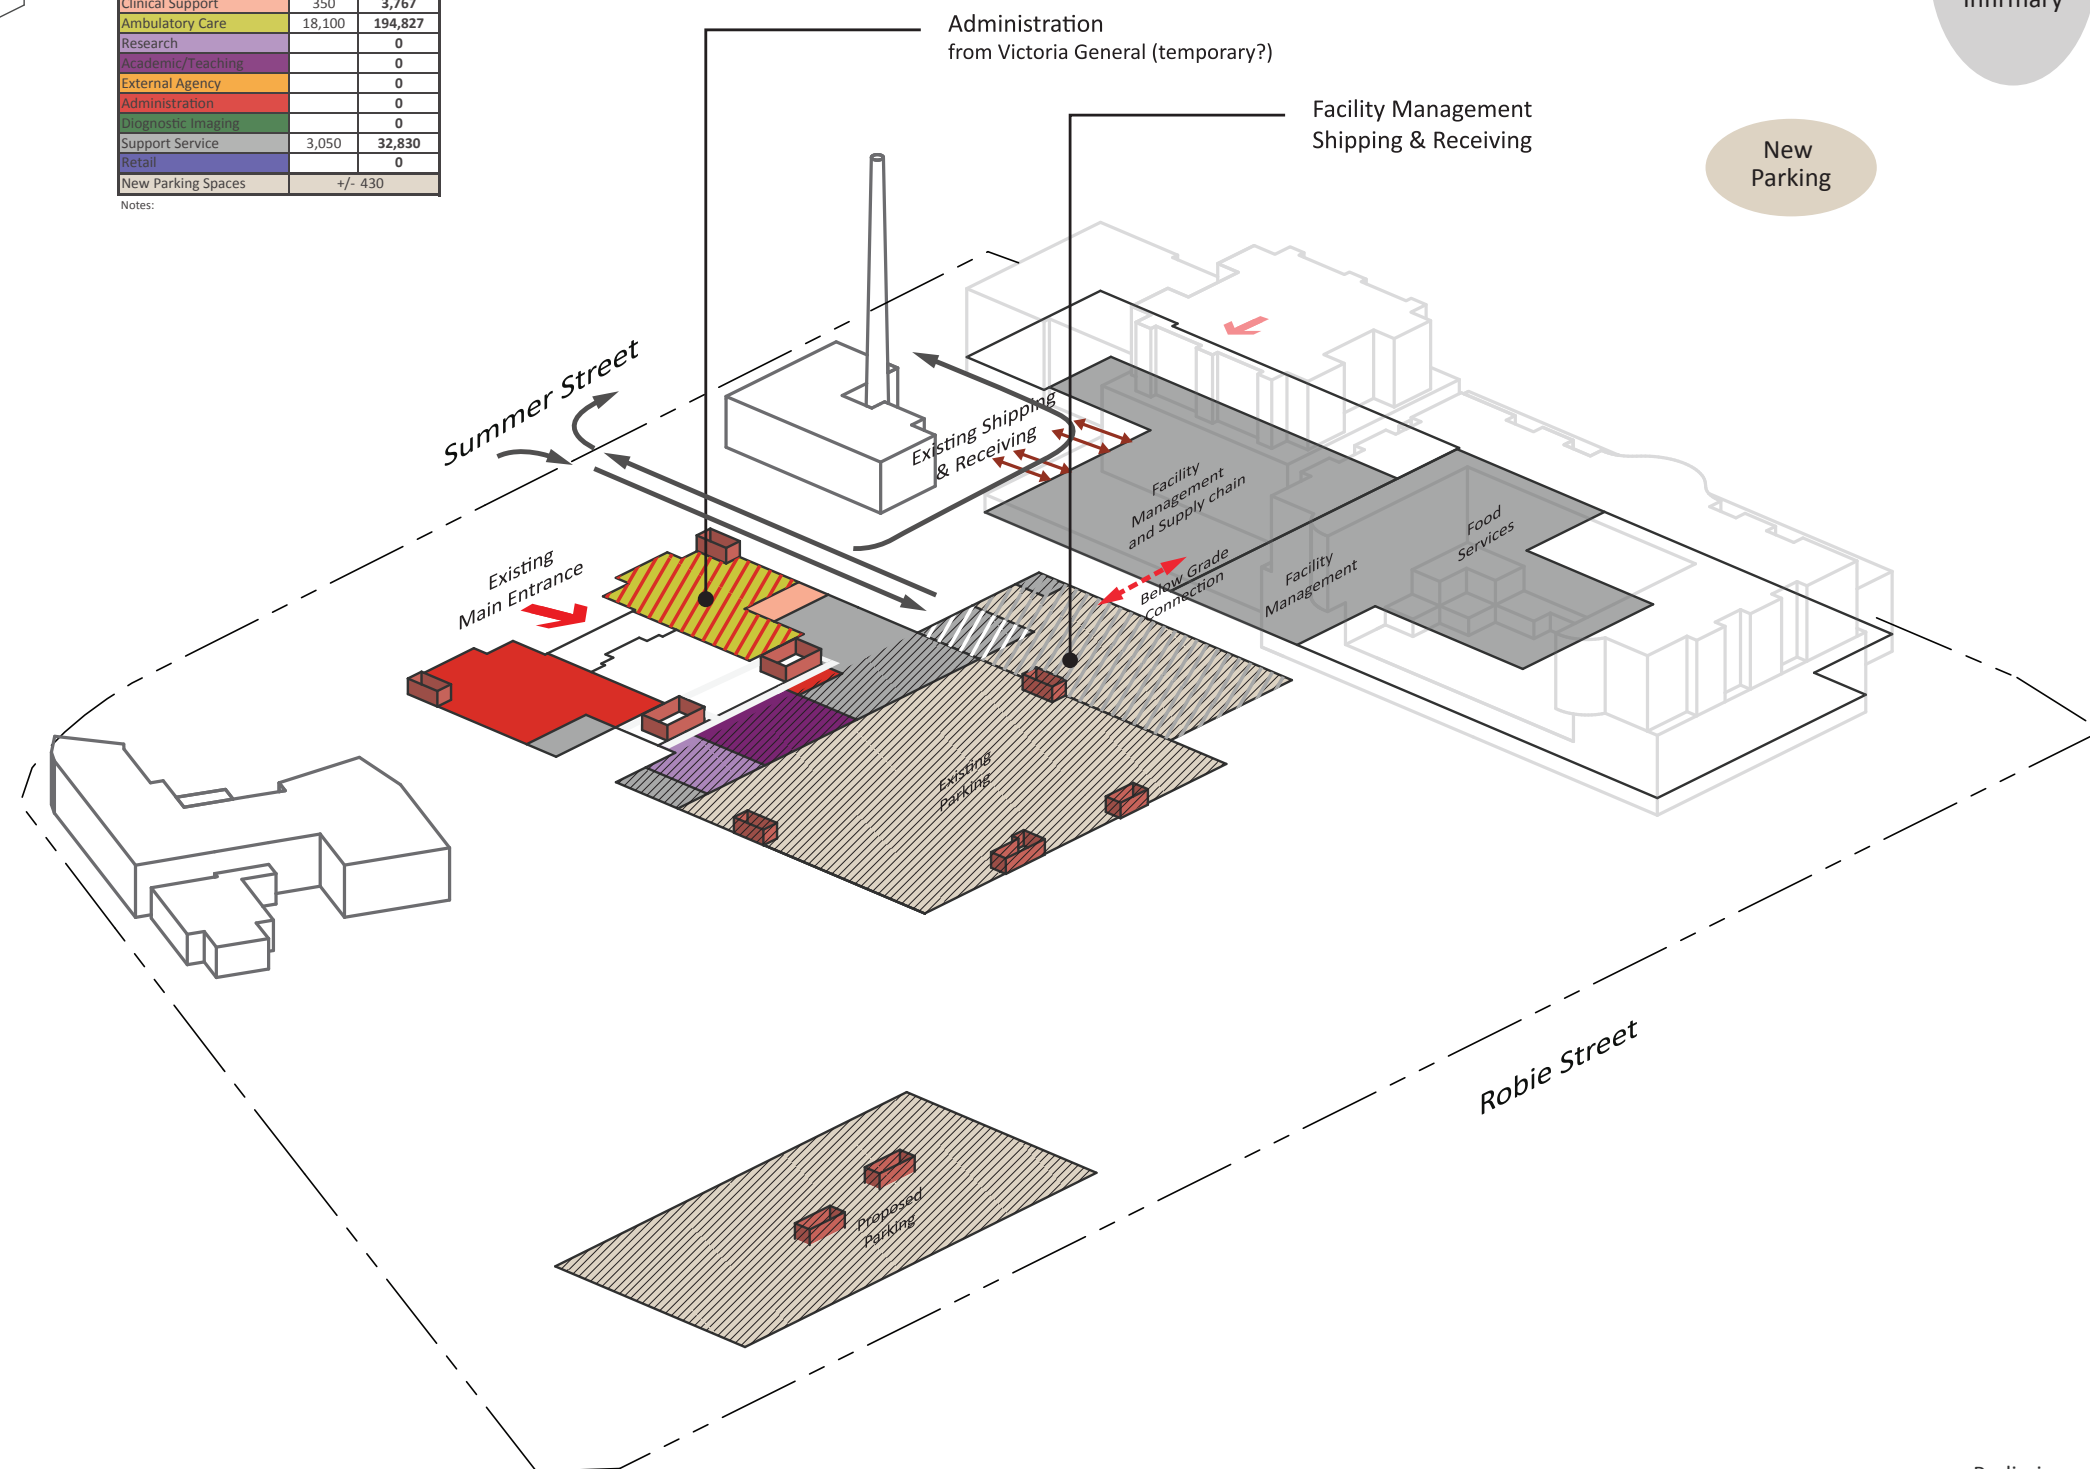 Clinical Support 350 3,767
Ambulatory Care 18,100 194,827
Research 0
Academic/Teaching 0
External Agency 0
Administration 0
Diognostic Imaging 0
Support Service 3,050 32,830
Retail 0
New Parking Spaces +/- 430
Notes:
Administration
from Victoria General (temporary?)
Facility Management
Shipping & Receiving
Infirmary
New
Parking
Summer Street
Existing Shipping
& Receiving
Facility
Management
and Supply chain
Food
Services
Facility
Management
Below Grade
Connection
Existing
Main Entrance
Existing
Parking
Proposed
Parking
Robie Street